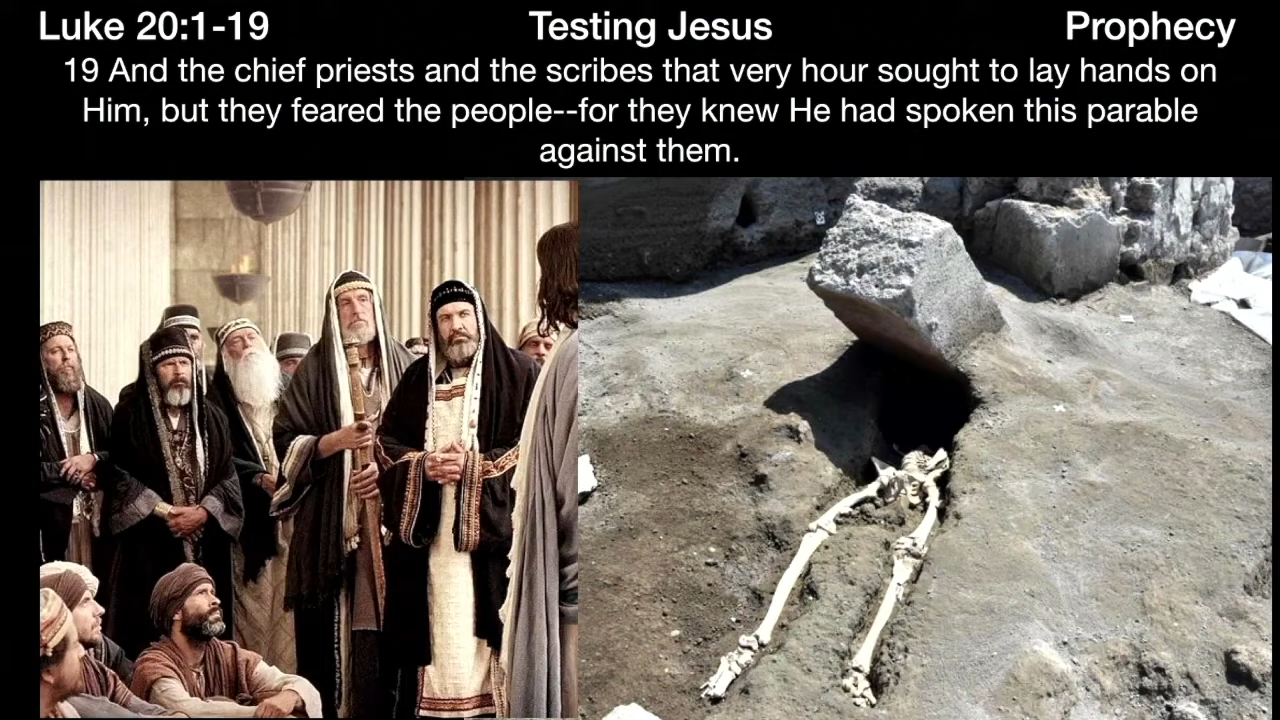 Luke 20:1-19 Testing Jesus Prophecy
19 And the chief priests and the scribes that very hour sought to lay hands on
Him, but they feared the people--for they knew He had spoken this parable
against them.